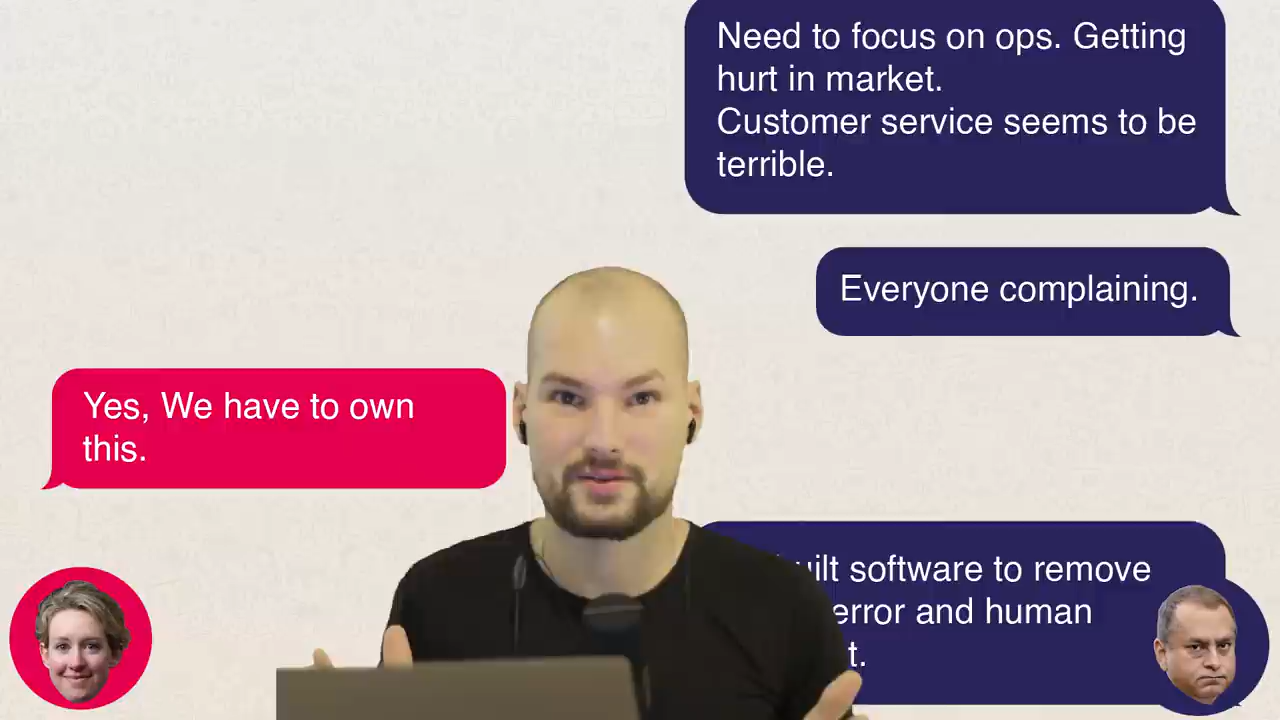 Need to focus on ops. Getting
hurt in market.
Customer service seems to be
terrible.
Everyone complaining.
Yes, We have to own
this.
software to remove
error and human